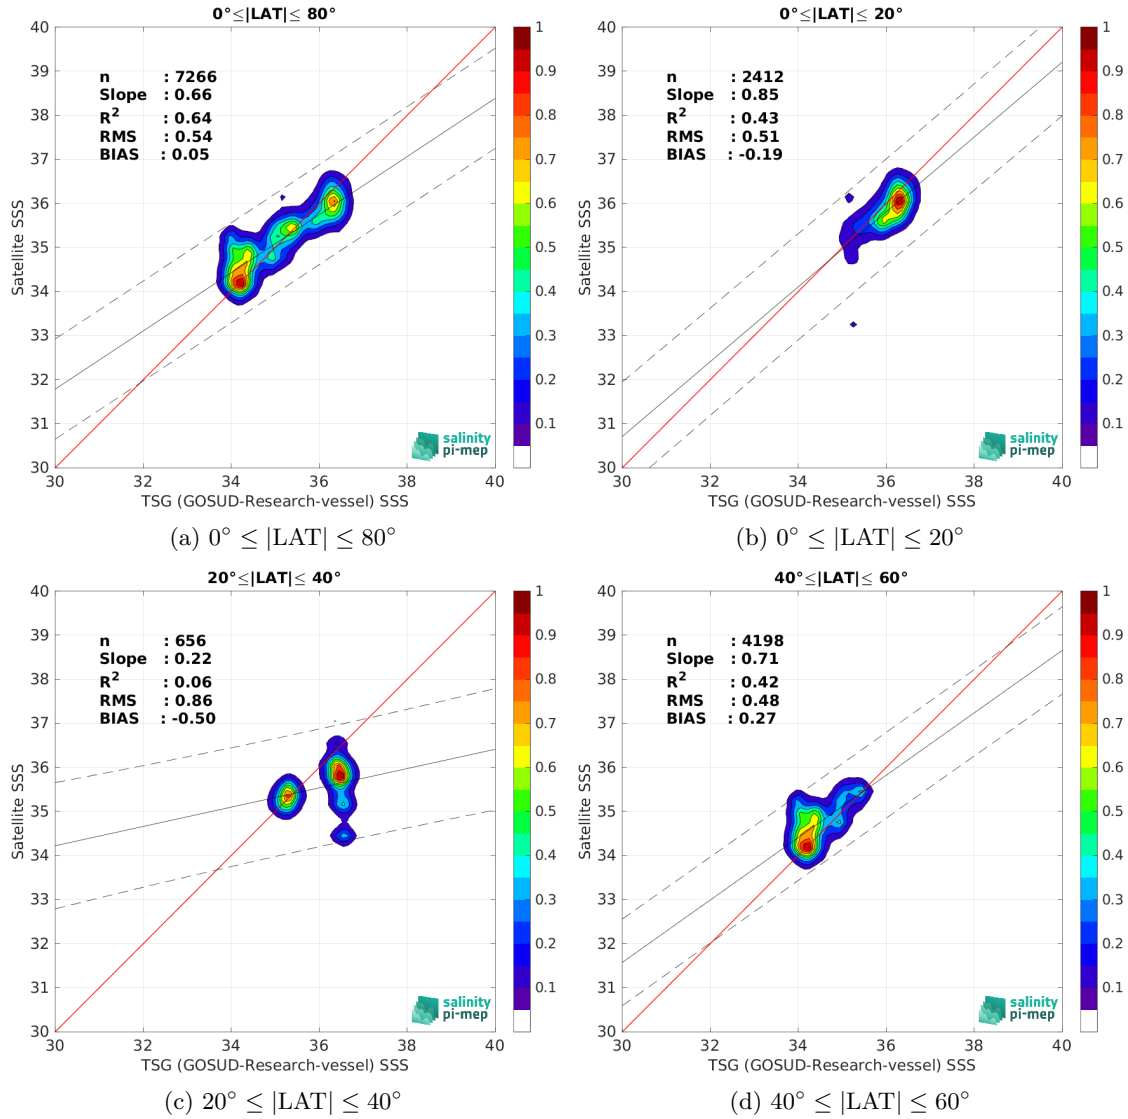 0°≤|LAT|≤ 80°
n : 7266
Slope : 0.66
R² : 0.64
RMS : 0.54
BIAS : 0.05
Satellite SSS
40
39
38
37
36
35
34
33
32
31
30
30 32 34 36 38 40
TSG (GOSUD-Research-vessel) SSS
1
0.9
0.8
0.7
0.6
0.5
0.4
0.3
0.2
0.1
salinity
pi-mep
(a) 0° ≤ |LAT| ≤ 80°
0°≤|LAT|≤ 20°
n : 2412
Slope : 0.85
R² : 0.43
RMS : 0.51
BIAS : -0.19
Satellite SSS
40
39
38
37
36
35
34
33
32
31
30
30 32 34 36 38 40
TSG (GOSUD-Research-vessel) SSS
1
0.9
0.8
0.7
0.6
0.5
0.4
0.3
0.2
0.1
salinity
pi-mep
(b) 0° ≤ |LAT| ≤ 20°
20°≤|LAT|≤ 40°
n : 656
Slope : 0.22
R² : 0.06
RMS : 0.86
BIAS : -0.50
Satellite SSS
40
39
38
37
36
35
34
33
32
31
30
30 32 34 36 38 40
TSG (GOSUD-Research-vessel) SSS
1
0.9
0.8
0.7
0.6
0.5
0.4
0.3
0.2
0.1
salinity
pi-mep
(c) 20° ≤ |LAT| ≤ 40°
40°≤|LAT|≤ 60°
n : 4198
Slope : 0.71
R² : 0.42
RMS : 0.48
BIAS : 0.27
Satellite SSS
40
39
38
37
36
35
34
33
32
31
30
30 32 34 36 38 40
TSG (GOSUD-Research-vessel) SSS
1
0.9
0.8
0.7
0.6
0.5
0.4
0.3
0.2
0.1
salinity
pi-mep
(d) 40° ≤ |LAT| ≤ 60°